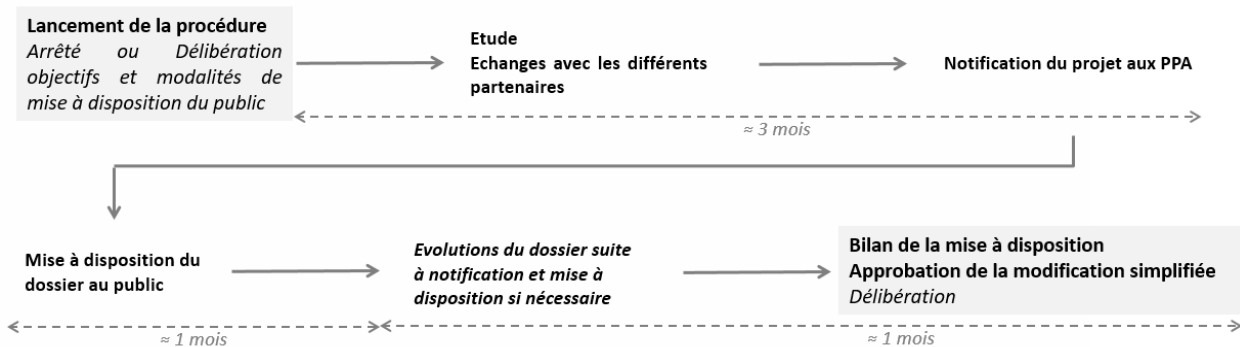 Lancement de la procédure
Arrêté ou Délibération
objectifs et modalités de
mise à disposition du public
Etude
Echanges avec les différents
partenaires
Notification du projet aux PPA
≈ 3 mois
Mise à disposition du
dossier au public
Evolutions du dossier suite
à notification et mise à
disposition si nécessaire
Bilan de la mise à disposition
Approbation de la modification simplifiée
Délibération
≈ 1 mois
≈ 1 mois